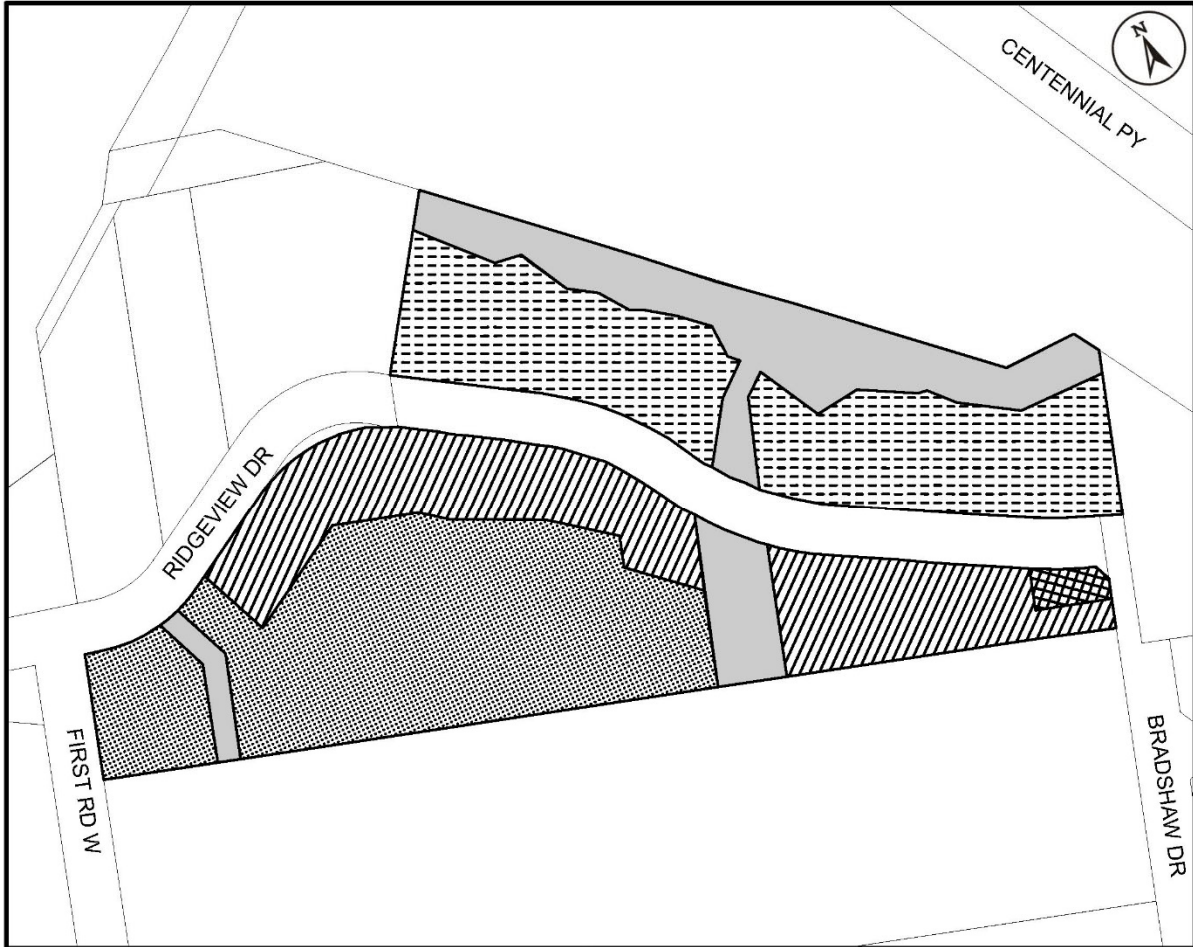 N
CENTENNIAL PY
RIDGEVIEW DR
FIRST RD W
BRADSHAW DR